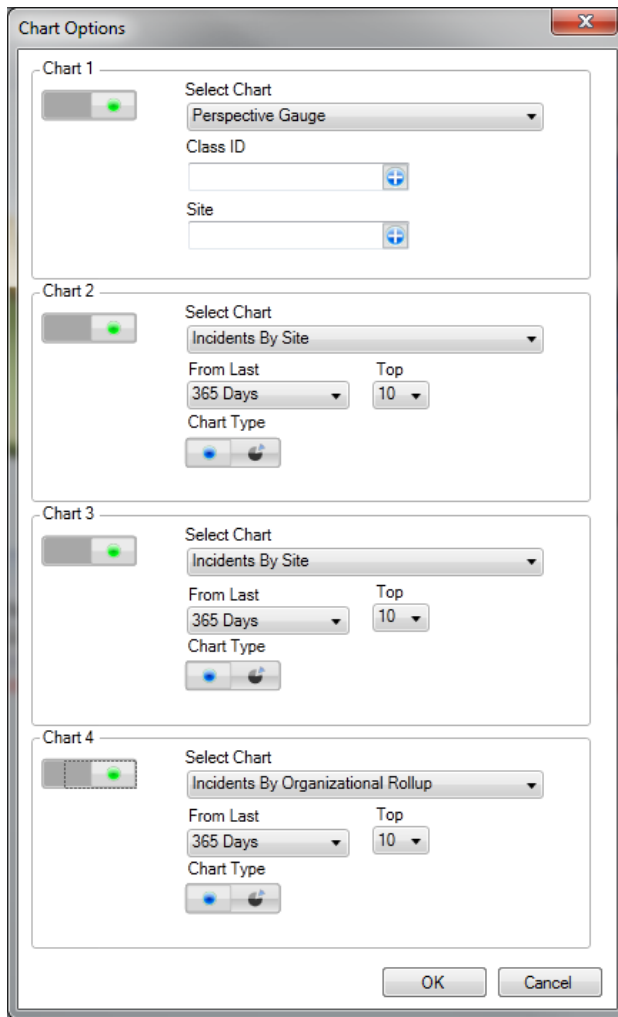 Chart Options
Chart 1
Select Chart
Perspective Gauge
Class ID
Site
Chart 2
Select Chart
Incidents By Site
From Last Top
365 Days 10
Chart Type
Chart 3
Select Chart
Incidents By Site
From Last Top
365 Days 10
Chart Type
Chart 4
Select Chart
Incidents By Organizational Rollup
From Last Top
365 Days 10
Chart Type
OK Cancel